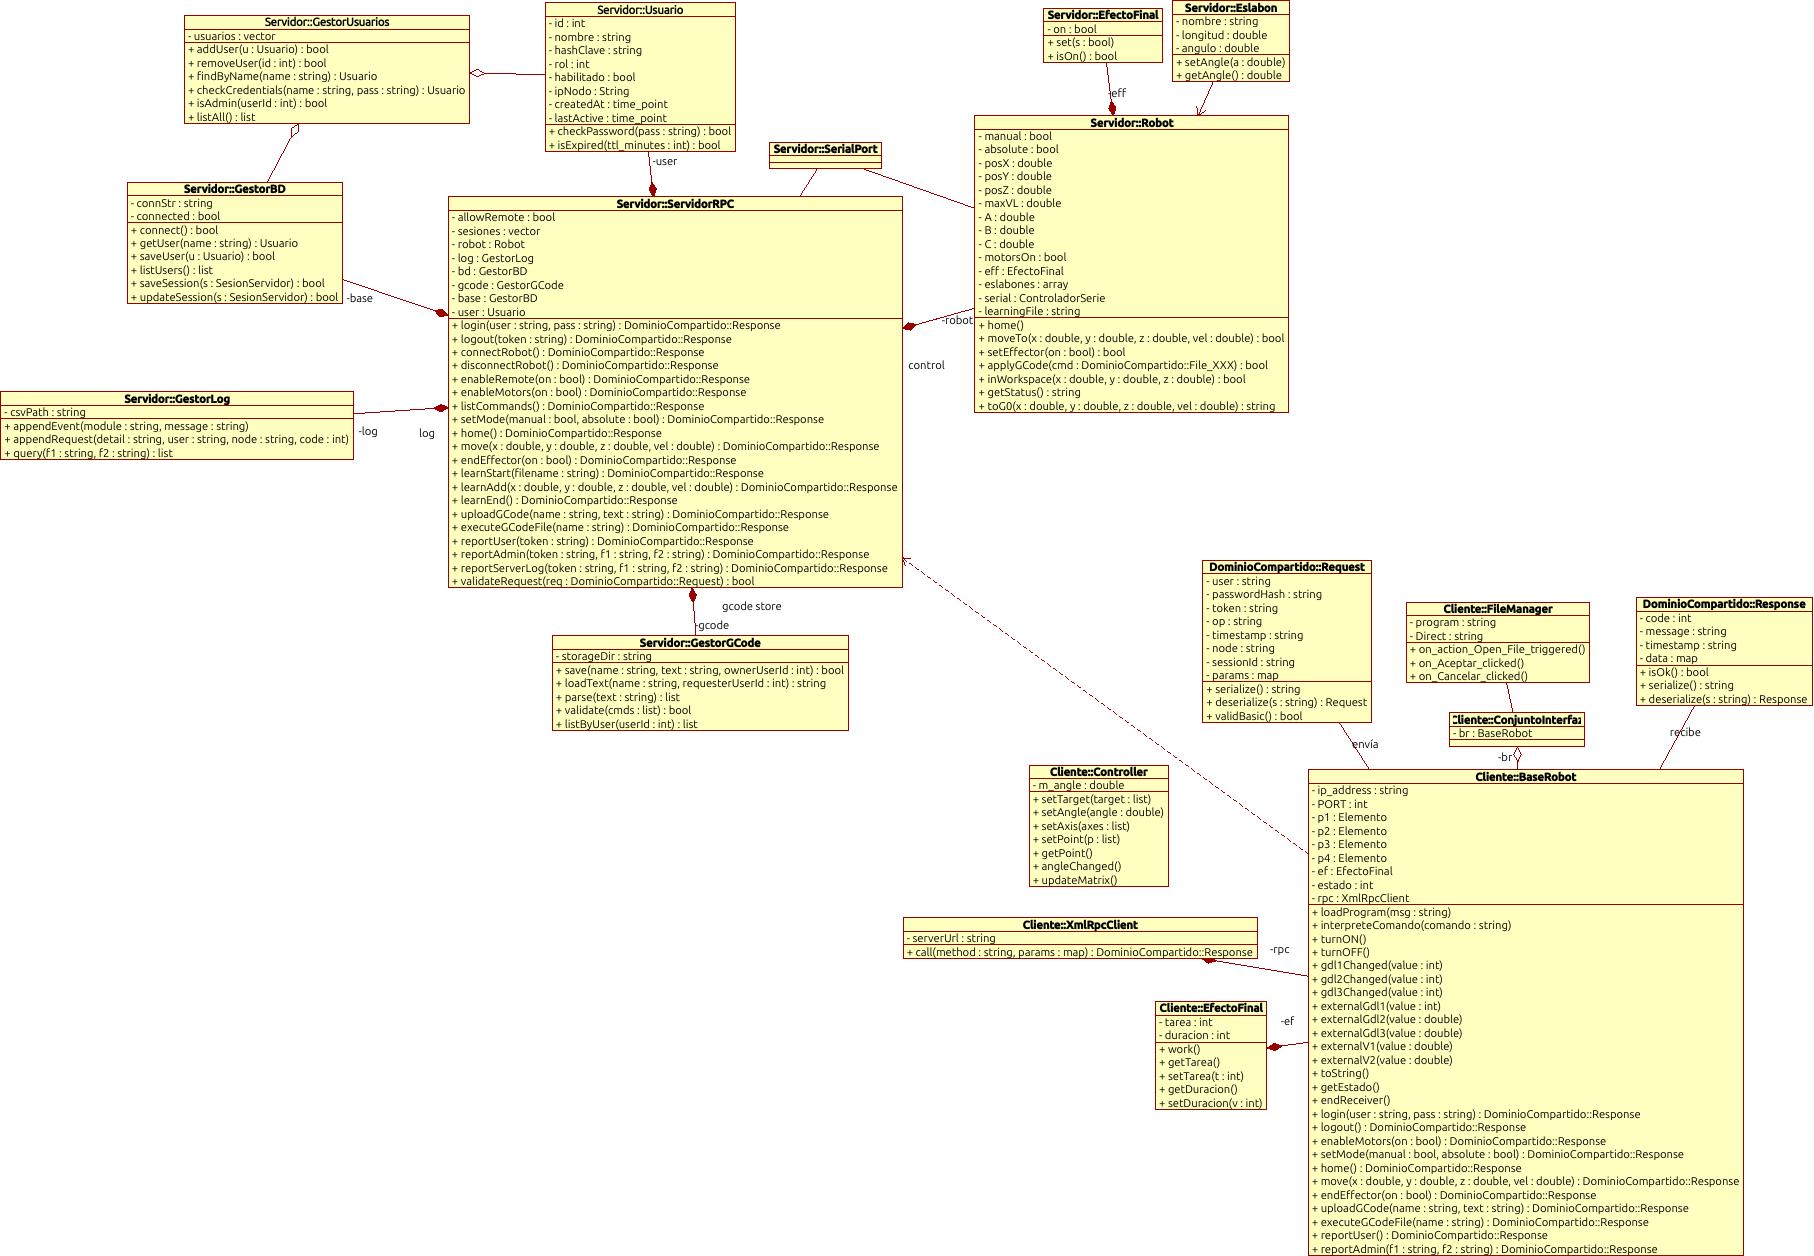 Servidor::GestorUsuarios
- usuarios : vector
+ addUser(u : Usuario) : bool
+ removeUser(id : int) : bool
+ findByName(name : string) : Usuario
+ checkCredentials(name : string, pass : string) : Usuario
+ isAdmin(userId : int) : bool
+ listAll() : list
Servidor::Usuario
- id : int
- nombre : string
- hashClave : string
- rol : int
- habilitado : bool
- ipNodo : String
- createdAt : time_point
- lastActive : time_point
+ checkPassword(pass : string) : bool
+ isExpired(ttl_minutes : int) : bool
-user
Servidor::EfectoFinal
- on : bool
+ set(s : bool)
+ isOn() : bool
-eff
Servidor::Eslabon
- nombre : string
- longitud : double
- angulo : double
+ setAngle(a : double)
+ getAngle() : double
Servidor::SerialPort
Servidor::Robot
- manual : bool
- absolute : bool
- posX : double
- posY : double
- posZ : double
- maxVL : double
- A : double
- B : double
- C : double
- motorsOn : bool
- eff : EfectoFinal
- eslabones : array
- serial : ControladorSerie
- learningFile : string
+ home()
+ moveTo(x : double, y : double, z : double, vel : double) : bool
+ setEffector(on : bool) : bool
+ applyGCode(cmd : DominioCompartido::File_XXX) : bool
+ inWorkspace(x : double, y : double, z : double) : bool
+ getStatus() : string
+ toG0(x : double, y : double, z : double, vel : double) : string
-robot
control
Servidor::GestorBD
- connStr : string
- connected : bool
+ connect() : bool
+ getUser(name : string) : Usuario
+ saveUser(u : Usuario) : bool
+ listUsers() : list
+ saveSession(s : SesionServidor) : bool
+ updateSession(s : SesionServidor) : bool
-base
Servidor::ServidorRPC
- allowRemote : bool
- sesiones : vector
- robot : Robot
- log : GestorLog
- bd : GestorBD
- gcode : GestorGCode
- base : GestorBD
- user : Usuario
+ login(user : string, pass : string) : DominioCompartido::Response
+ logout(token : string) : DominioCompartido::Response
+ connectRobot() : DominioCompartido::Response
+ disconnectRobot() : DominioCompartido::Response
+ enableRemote(on : bool) : DominioCompartido::Response
+ enableMotors(on : bool) : DominioCompartido::Response
+ listCommands() : DominioCompartido::Response
+ setMode(manual : bool, absolute : bool) : DominioCompartido::Response
+ home() : DominioCompartido::Response
+ move(x : double, y : double, z : double, vel : double) : DominioCompartido::Response
+ endEffector(on : bool) : DominioCompartido::Response
+ learnStart(filename : string) : DominioCompartido::Response
+ learnAdd(x : double, y : double, z : double, vel : double) : DominioCompartido::Response
+ learnEnd() : DominioCompartido::Response
+ uploadGCode(name : string, text : string) : DominioCompartido::Response
+ executeGCodeFile(name : string) : DominioCompartido::Response
+ reportUser(token : string) : DominioCompartido::Response
+ reportAdmin(token : string, f1 : string, f2 : string) : DominioCompartido::Response
+ reportServerLog(token : string, f1 : string, f2 : string) : DominioCompartido::Response
+ validateRequest(req : DominioCompartido::Request) : bool
Servidor::GestorLog
- csvPath : string
+ appendEvent(module : string, message : string)
+ appendRequest(detail : string, user : string, node : string, code : int)
+ query(f1 : string, f2 : string) : list
-log
log
gcode store
-gcode
Servidor::GestorGCode
- storageDir : string
+ save(name : string, text : string, ownerUserId : int) : bool
+ loadText(name : string, requesterUserId : int) : string
+ parse(text : string) : list
+ validate(cmds : list) : bool
+ listByUser(userId : int) : list
DominioCompartido::Request
- user : string
- passwordHash : string
- token : string
- op : string
- timestamp : string
- node : string
- sessionId : string
- params : map
+ serialize() : string
+ deserialize(s : string) : Request
+ validBasic() : bool
envía
Cliente::FileManager
- program : string
- Direct : string
+ on_action_Open_File_triggered()
+ on_Aceptar_clicked()
+ on_Cancelar_clicked()
DominioCompartido::Response
- code : int
- message : string
- timestamp : string
- data : map
+ isOk() : bool
+ serialize() : string
+ deserialize(s : string) : Response
recibe
Cliente::ConjuntoInterfaz
- br : BaseRobot
-br
Cliente::Controller
- m_angle : double
+ setTarget(target : list)
+ setAngle(angle : double)
+ setAxis(axes : list)
+ setPoint(p : list)
+ getPoint()
+ angleChanged()
+ updateMatrix()
Cliente::XmlRpcClient
- serverUrl : string
+ call(method : string, params : map) : DominioCompartido::Response
-rpc
Cliente::EfectoFinal
- tarea : int
- duracion : int
+ work()
+ getTarea()
+ setTarea(t : int)
+ getDuracion()
+ setDuracion(v : int)
-ef
Cliente::BaseRobot
- ip_address : string
- PORT : int
- p1 : Elemento
- p2 : Elemento
- p3 : Elemento
- p4 : Elemento
- ef : EfectoFinal
- estado : int
- rpc : XmlRpcClient
+ loadProgram(msg : string)
+ interpreteComando(comando : string)
+ turnON()
+ turnOFF()
+ gdl1Changed(value : int)
+ gdl2Changed(value : int)
+ gdl3Changed(value : int)
+ externalGdl1(value : int)
+ externalGdl2(value : double)
+ externalGdl3(value : double)
+ externalV1(value : double)
+ externalV2(value : double)
+ toString()
+ getEstado()
+ endReceiver()
+ login(user : string, pass : string) : DominioCompartido::Response
+ logout() : DominioCompartido::Response
+ enableMotors(on : bool) : DominioCompartido::Response
+ setMode(manual : bool, absolute : bool) : DominioCompartido::Response
+ home() : DominioCompartido::Response
+ move(x : double, y : double, z : double, vel : double) : DominioCompartido::Response
+ endEffector(on : bool) : DominioCompartido::Response
+ uploadGCode(name : string, text : string) : DominioCompartido::Response
+ executeGCodeFile(name : string) : DominioCompartido::Response
+ reportUser() : DominioCompartido::Response
+ reportAdmin(f1 : string, f2 : string) : DominioCompartido::Response